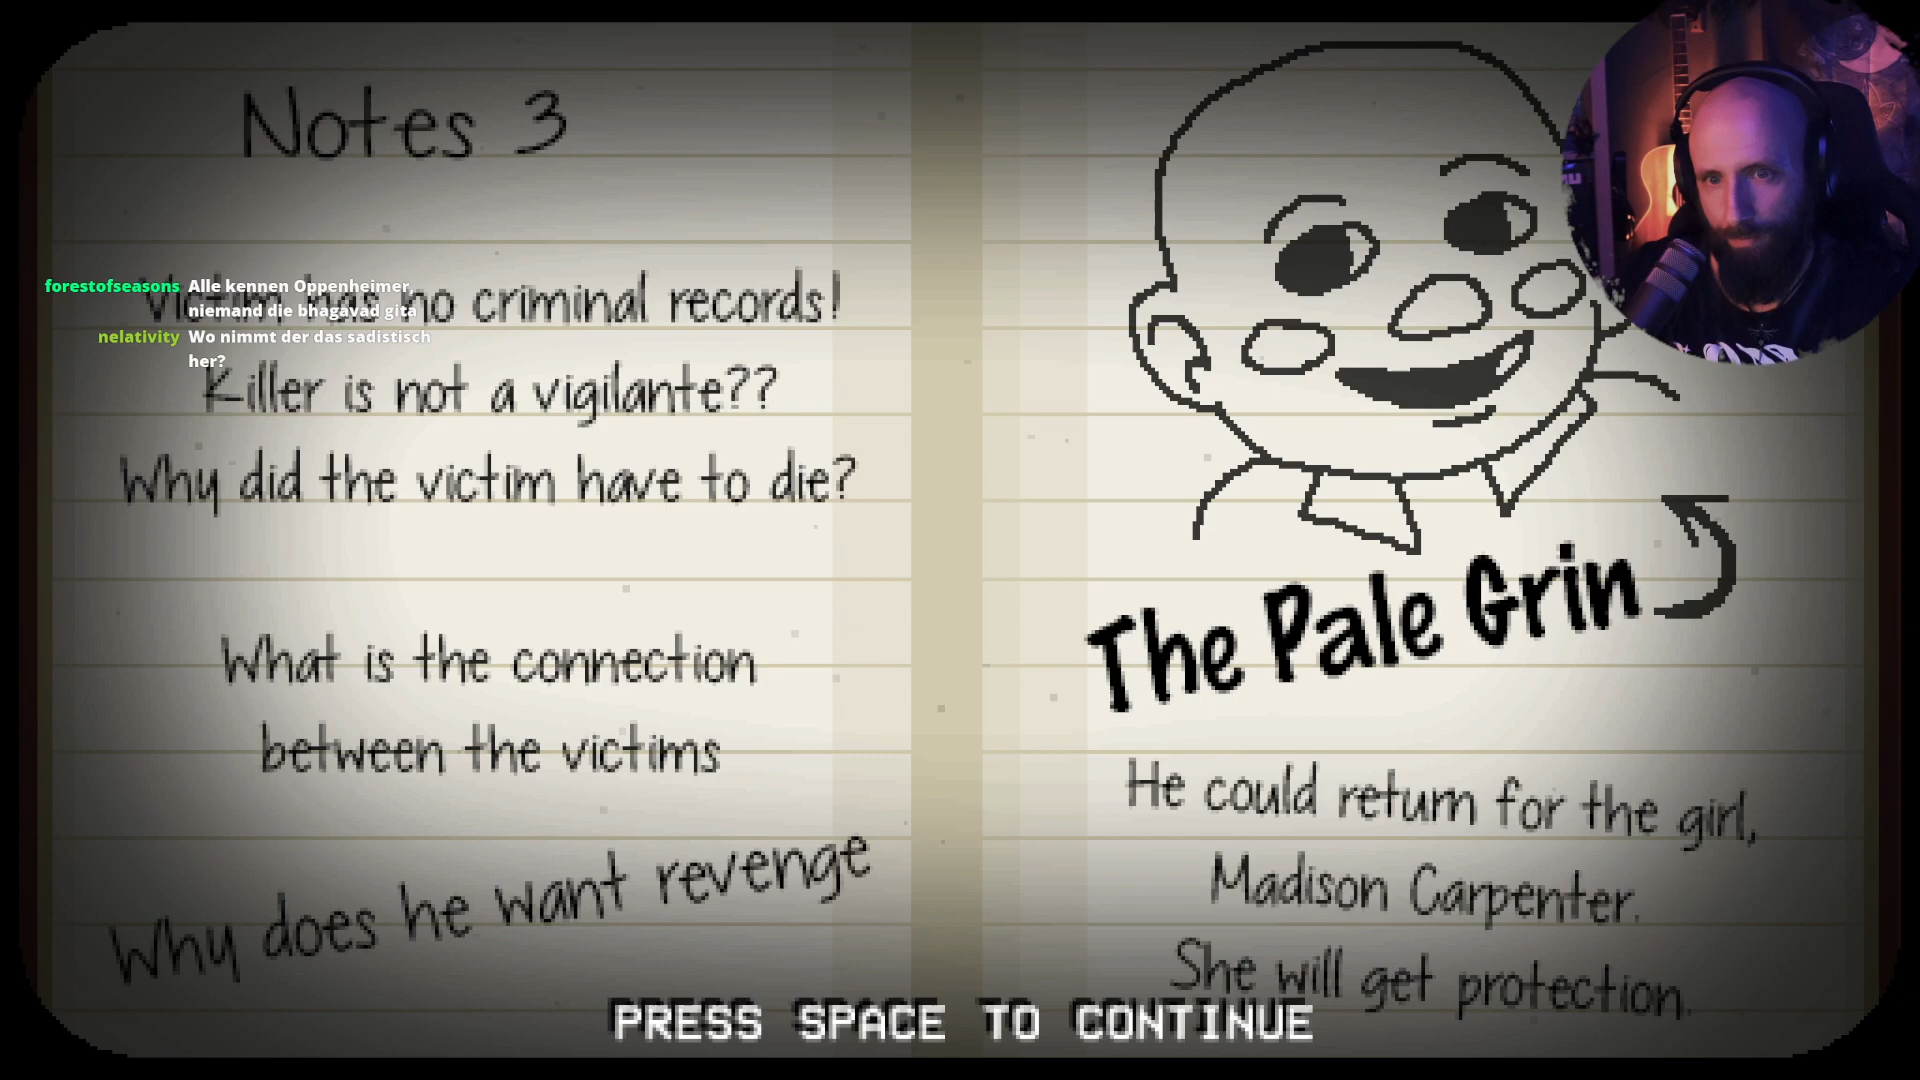 Notes 3
Victim has no criminal records!
forestofseasons Alle kennen Oppenheimer,
niemand die bhagavad gita
nelativity Wo nimmt der das sadistisch
her?
Killer is not a vigilante??
Why did the victim have to die?
What is the connection
between the victims
Why does he want revenge
The Pale Grin
He could return for the girl,
Madison Carpenter.
She will get protection.
PRESS SPACE TO CONTINUE